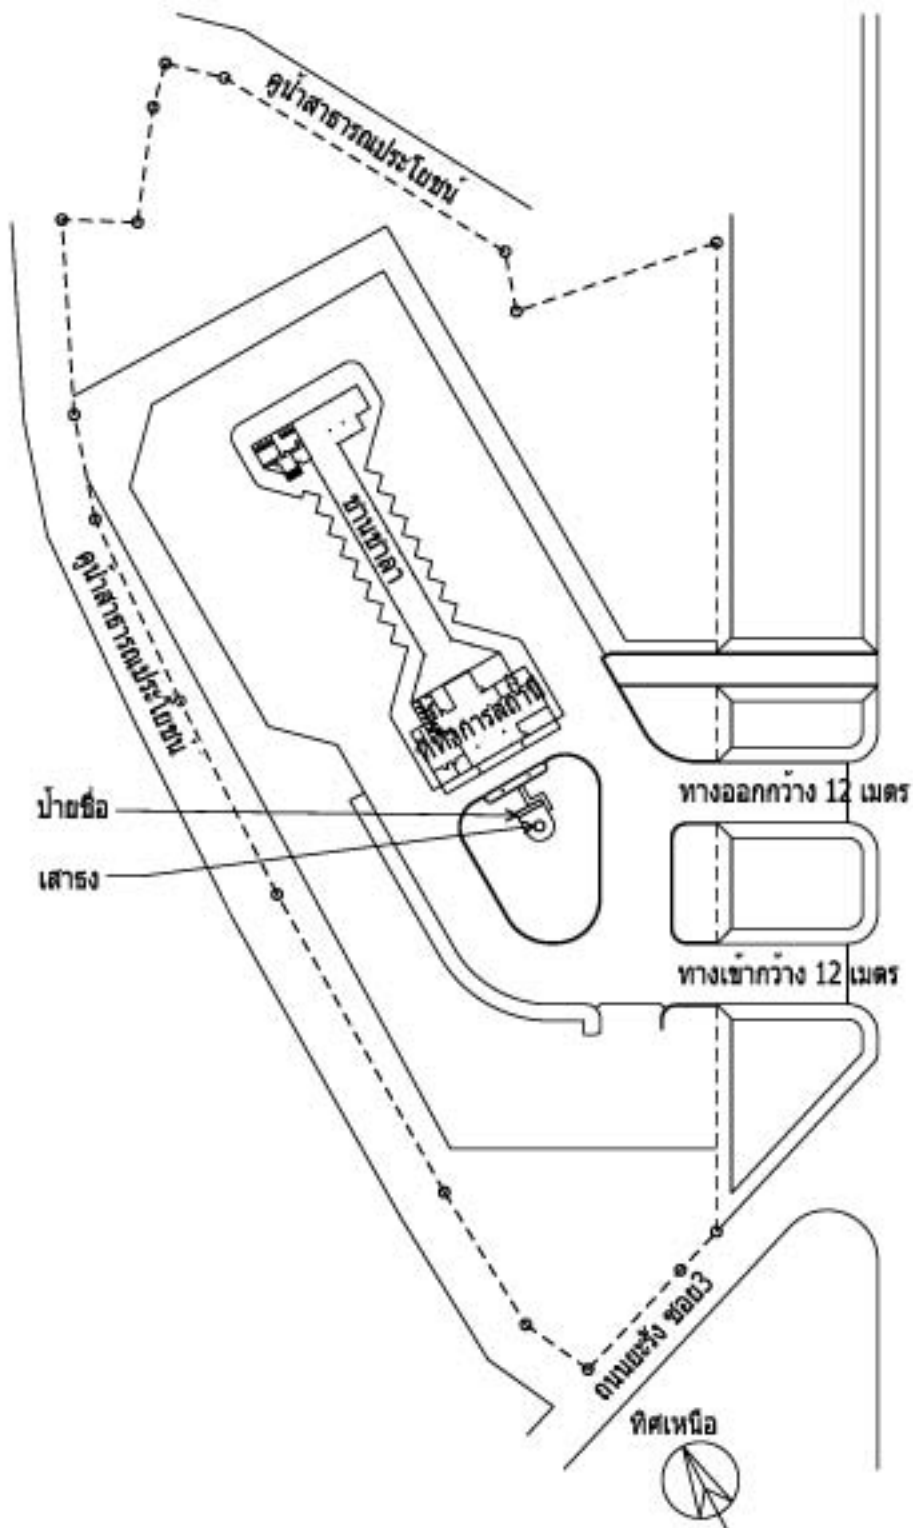 คูน้ำสาธารณประโยชน์
ชานชาลา
คูน้ำสาธารณประโยชน์
ที่ทำการสถานี
ทางออกกว้าง 12 เมตร
ป้ายชื่อ
เสาธง
ทางเข้ากว้าง 12 เมตร
ถนนยะรัง ซอย3
ทิศเหนือ